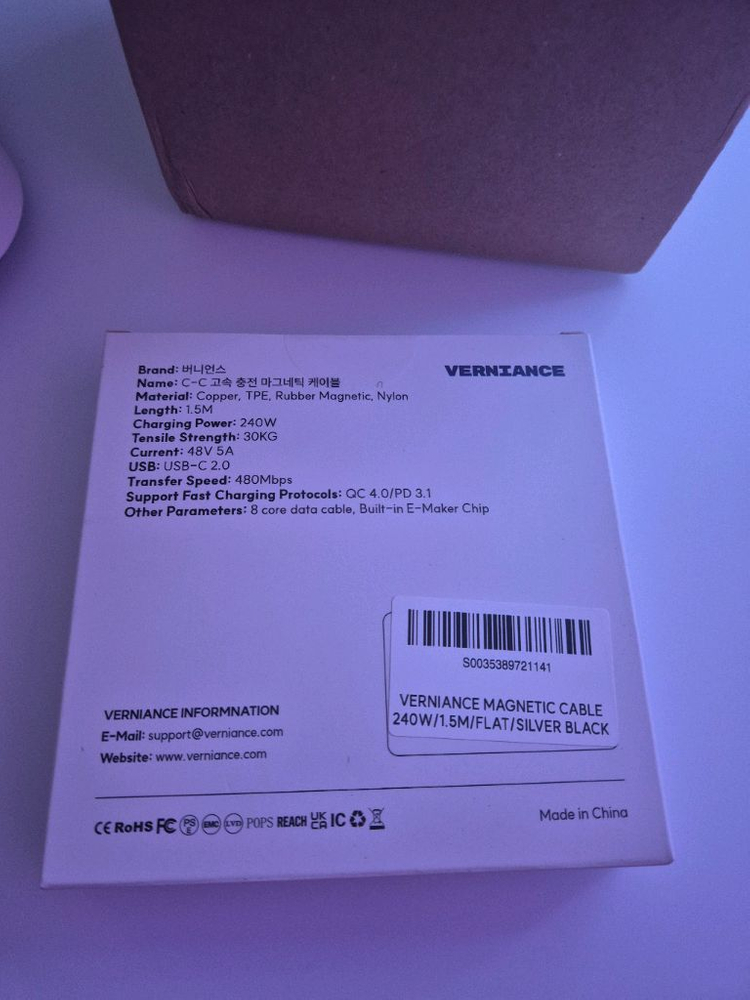 VERNIANCE
Brand: 버니언스
Name: C-C 고속 충전 마그네틱 케이블
Material: Copper, TPE, Rubber Magnetic, Nylon
Length: 1.5M
Charging Power: 240W
Tensile Strength: 30KG
Current: 48V 5A
USB: USB-C 2.0
Transfer Speed: 480Mbps
Support Fast Charging Protocols: QC 4.0/PD 3.1
Other Parameters: 8 core data cable, Built-in E-Maker Chip
S0035389721141
VERNIANCE MAGNETIC CABLE
240W/1.5M/FLAT/SILVER BLACK
VERNIANCE INFORMNATION
E-Mail: support@verniance.com
Website: www.verniance.com
CE RoHS FC PSE EMC LVD POPS REACH UKCA IC
Made in China